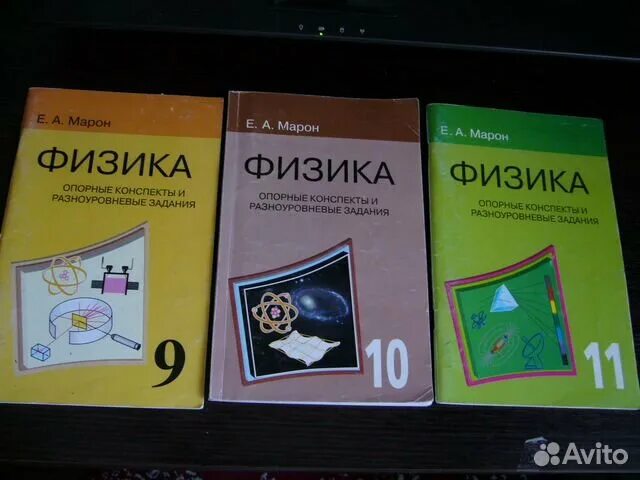 Е. А. Марон
ФИЗИКА
ОПОРНЫЕ КОНСПЕКТЫ И
РАЗНОУРОВНЕВЫЕ ЗАДАНИЯ
9
Е. А. Марон
ФИЗИКА
ОПОРНЫЕ КОНСПЕКТЫ И
РАЗНОУРОВНЕВЫЕ ЗАДАНИЯ
10
Е. А. Марон
ФИЗИКА
ОПОРНЫЕ КОНСПЕКТЫ И
РАЗНОУРОВНЕВЫЕ ЗАДАНИЯ
11
Avito